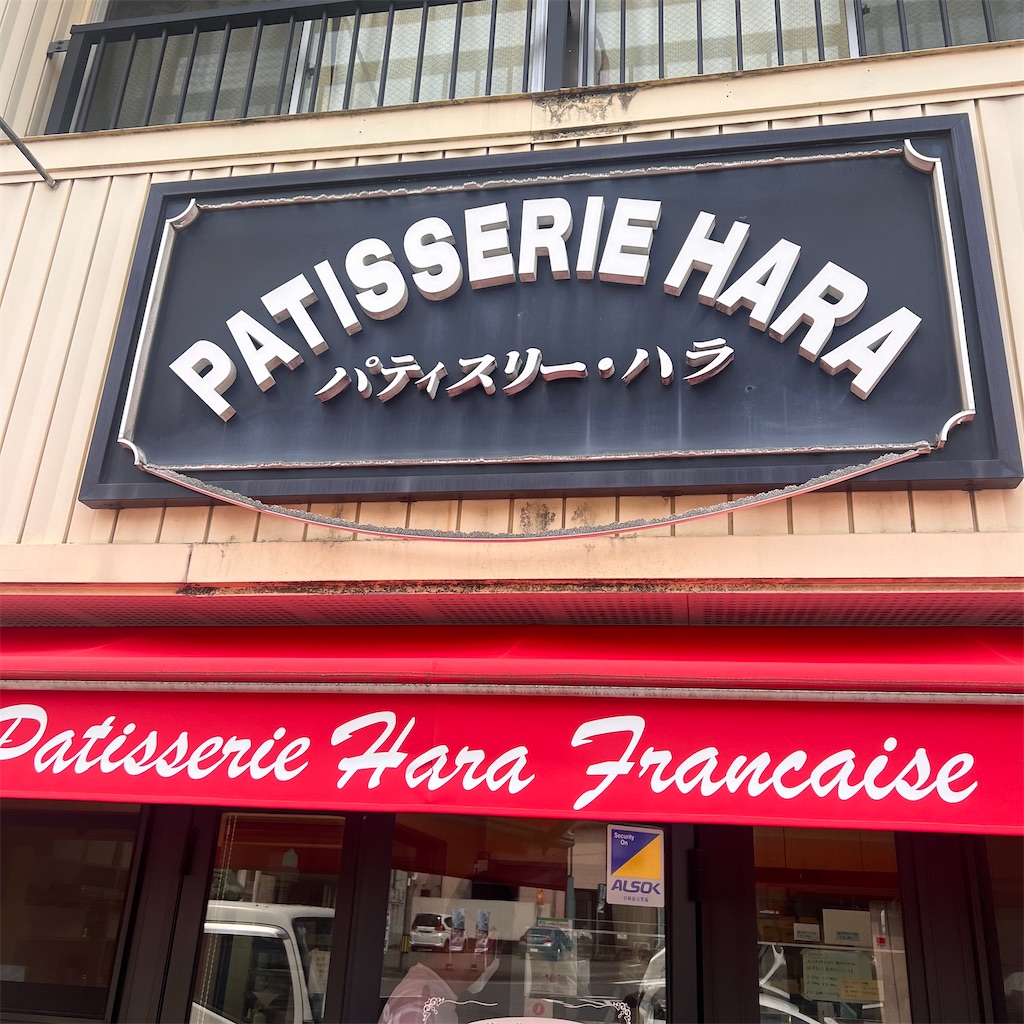 PATISSERIE HARA
パティスリー・ハラ
Patisserie Hara Francaise
Security
On
ALSOK